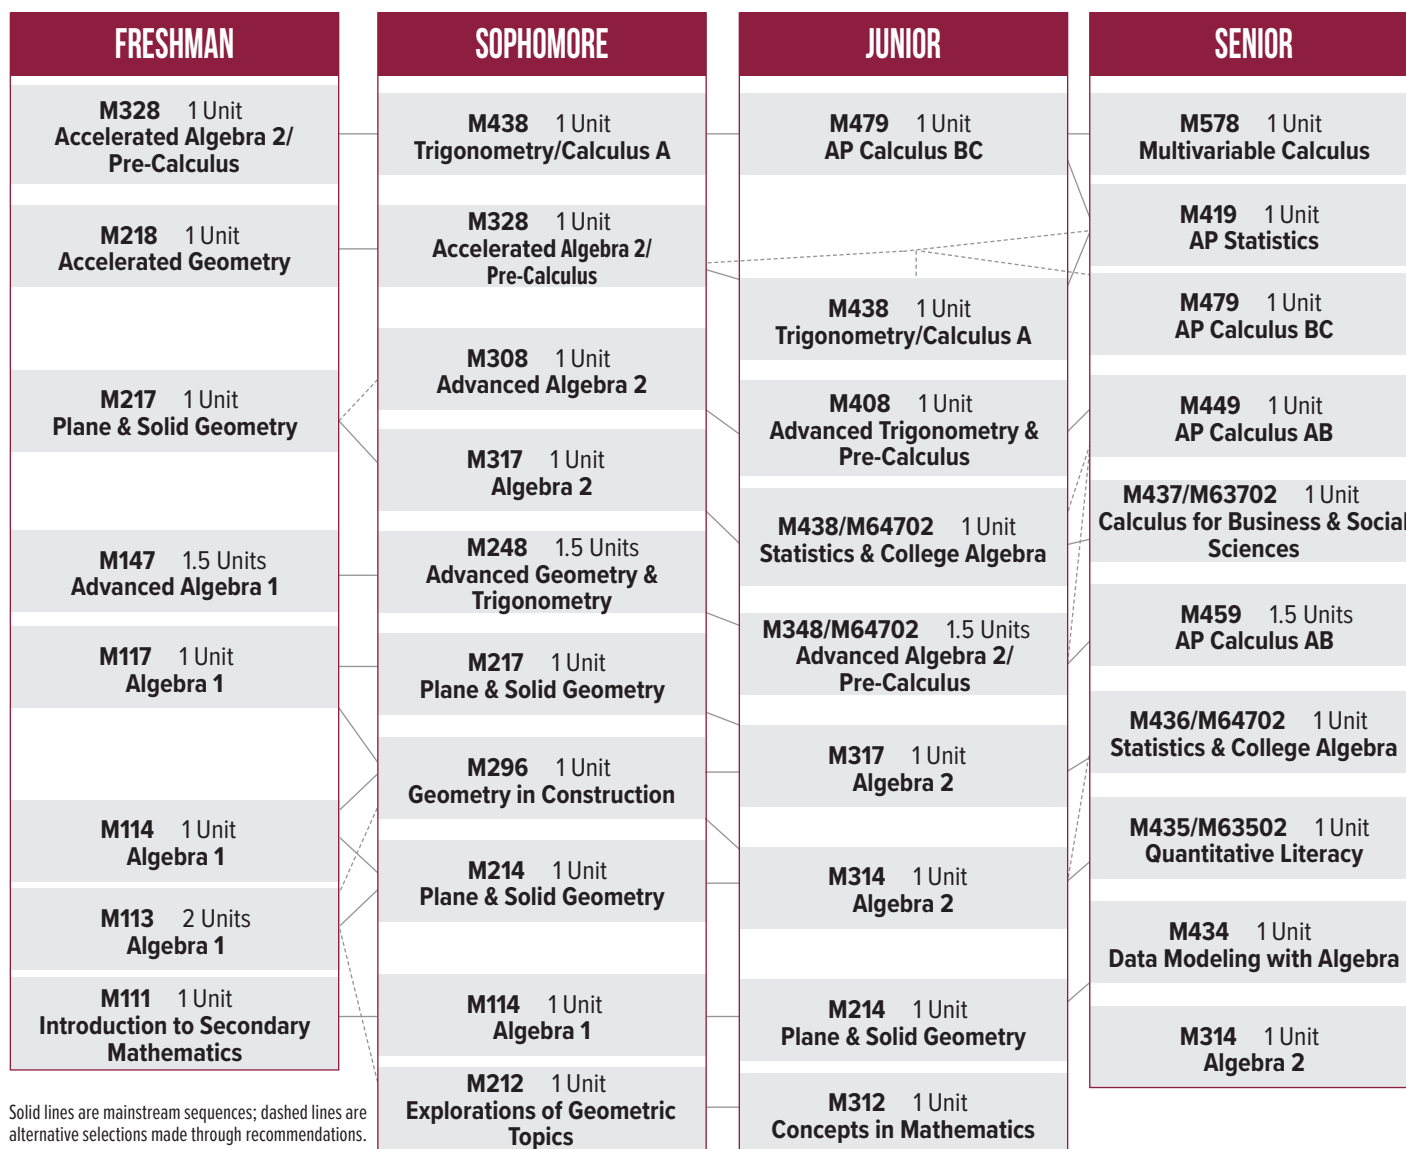 FRESHMAN
M328 1 Unit
Accelerated Algebra 2/
Pre-Calculus
M218 1 Unit
Accelerated Geometry
M217 1 Unit
Plane & Solid Geometry
M147 1.5 Units
Advanced Algebra 1
M117 1 Unit
Algebra 1
M114 1 Unit
Algebra 1
M113 2 Units
Algebra 1
M111 1 Unit
Introduction to Secondary
Mathematics
SOPHOMORE
M438 1 Unit
Trigonometry/Calculus A
M328 1 Unit
Accelerated Algebra 2/
Pre-Calculus
M308 1 Unit
Advanced Algebra 2
M317 1 Unit
Algebra 2
M248 1.5 Units
Advanced Geometry &
Trigonometry
M217 1 Unit
Plane & Solid Geometry
M296 1 Unit
Geometry in Construction
M214 1 Unit
Plane & Solid Geometry
M114 1 Unit
Algebra 1
M212 1 Unit
Explorations of Geometric
Topics
JUNIOR
M479 1 Unit
AP Calculus BC
M438 1 Unit
Trigonometry/Calculus A
M408 1 Unit
Advanced Trigonometry &
Pre-Calculus
M438/M64702 1 Unit
Statistics & College Algebra
M348/M64702 1.5 Units
Advanced Algebra 2/
Pre-Calculus
M317 1 Unit
Algebra 2
M314 1 Unit
Algebra 2
M214 1 Unit
Plane & Solid Geometry
M312 1 Unit
Concepts in Mathematics
SENIOR
M578 1 Unit
Multivariable Calculus
M419 1 Unit
AP Statistics
M479 1 Unit
AP Calculus BC
M449 1 Unit
AP Calculus AB
M437/M63702 1 Unit
Calculus for Business & Social
Sciences
M459 1.5 Units
AP Calculus AB
M436/M64702 1 Unit
Statistics & College Algebra
M435/M63502 1 Unit
Quantitative Literacy
M434 1 Unit
Data Modeling with Algebra
M314 1 Unit
Algebra 2
Solid lines are mainstream sequences; dashed lines are
alternative selections made through recommendations.